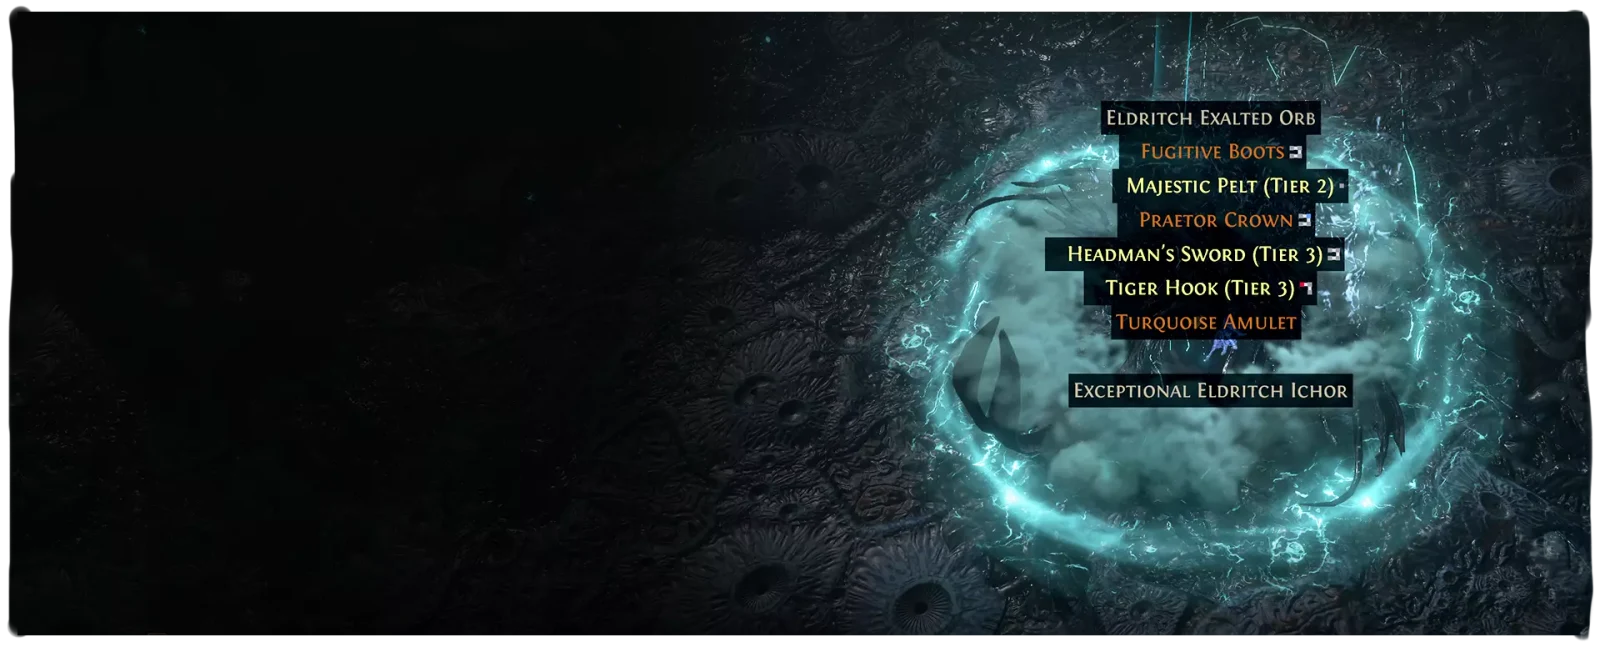 Eldritch Exalted Orb
Fugitive Boots
Majestic Pelt (Tier 2)
Praetor Crown
Headman's Sword (Tier 3)
Tiger Hook (Tier 3)
Turquoise Amulet
Exceptional Eldritch Ichor